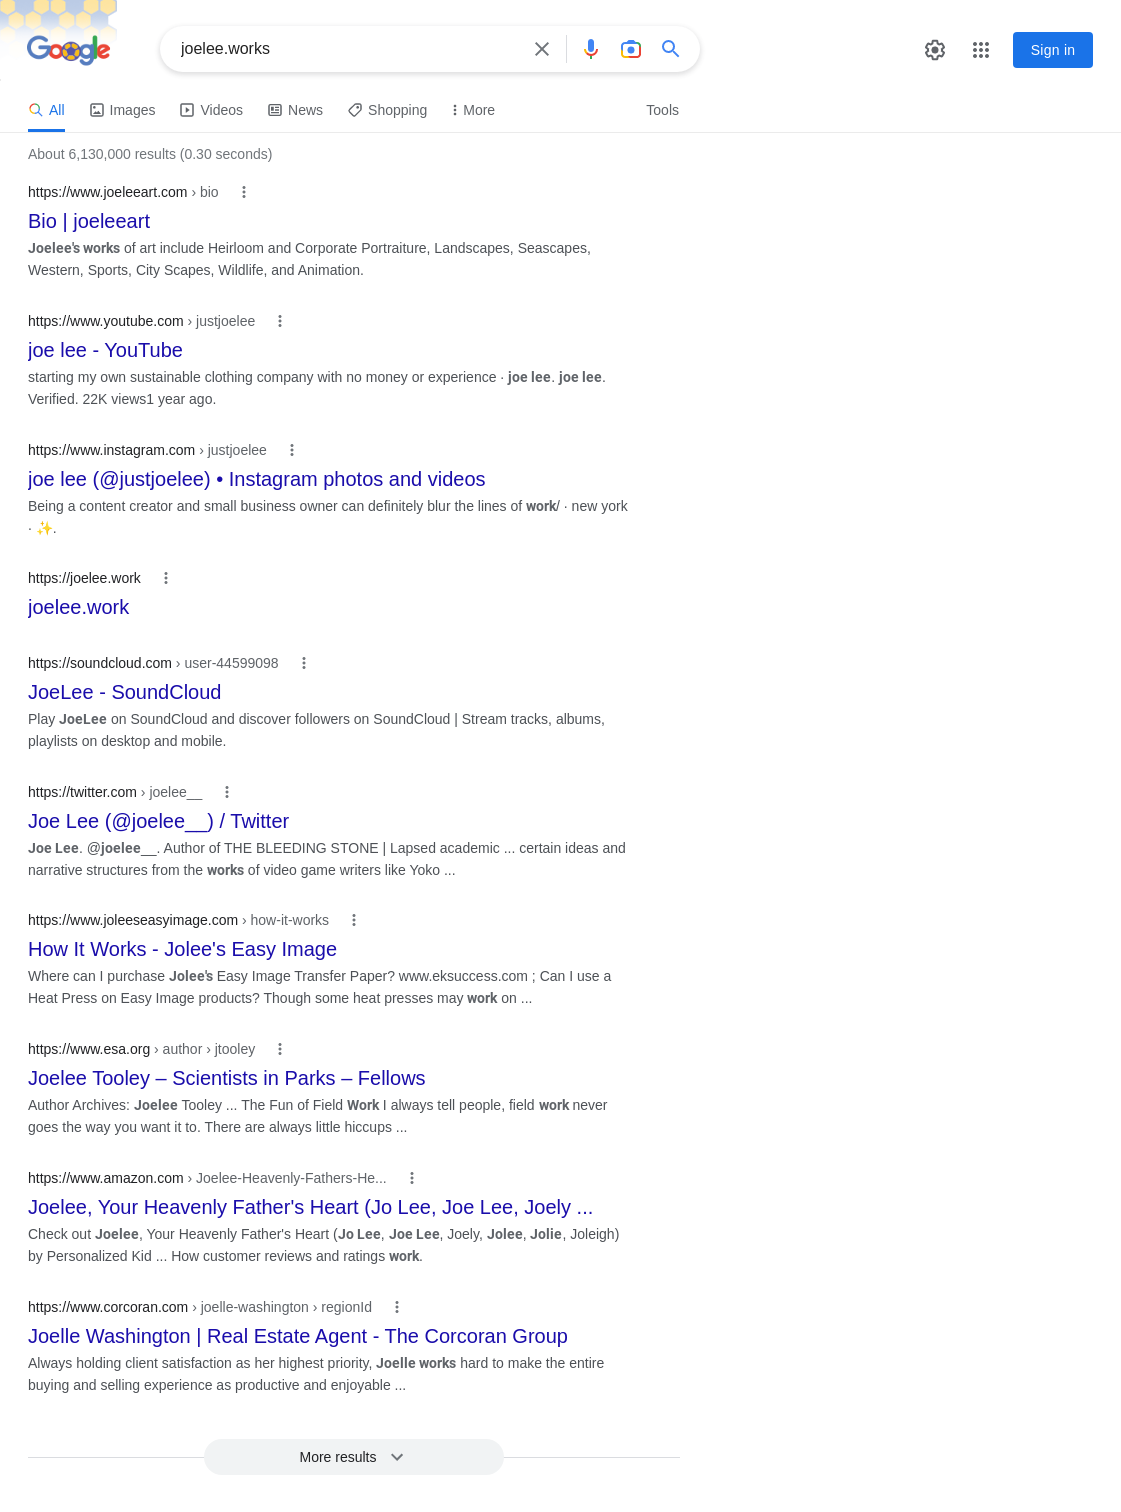 Google
joelee.works
Sign in
All Images Videos News Shopping More Tools
About 6,130,000 results (0.30 seconds)
https://www.joeleeart.com › bio
Bio | joeleeart
Joelee's works of art include Heirloom and Corporate Portraiture, Landscapes, Seascapes,
Western, Sports, City Scapes, Wildlife, and Animation.
https://www.youtube.com › justjoelee
joe lee - YouTube
starting my own sustainable clothing company with no money or experience · joe lee. joe lee.
Verified. 22K views1 year ago.
https://www.instagram.com › justjoelee
joe lee (@justjoelee) • Instagram photos and videos
Being a content creator and small business owner can definitely blur the lines of work/ · new york
· ✨.
https://joelee.work
joelee.work
https://soundcloud.com › user-44599098
JoeLee - SoundCloud
Play JoeLee on SoundCloud and discover followers on SoundCloud | Stream tracks, albums,
playlists on desktop and mobile.
https://twitter.com › joelee__
Joe Lee (@joelee__) / Twitter
Joe Lee. @joelee__. Author of THE BLEEDING STONE | Lapsed academic ... certain ideas and
narrative structures from the works of video game writers like Yoko ...
https://www.joleeseasyimage.com › how-it-works
How It Works - Jolee's Easy Image
Where can I purchase Jolee's Easy Image Transfer Paper? www.eksuccess.com ; Can I use a
Heat Press on Easy Image products? Though some heat presses may work on ...
https://www.esa.org › author › jtooley
Joelee Tooley – Scientists in Parks – Fellows
Author Archives: Joelee Tooley ... The Fun of Field Work I always tell people, field work never
goes the way you want it to. There are always little hiccups ...
https://www.amazon.com › Joelee-Heavenly-Fathers-He...
Joelee, Your Heavenly Father's Heart (Jo Lee, Joe Lee, Joely ...
Check out Joelee, Your Heavenly Father's Heart (Jo Lee, Joe Lee, Joely, Jolee, Jolie, Joleigh)
by Personalized Kid ... How customer reviews and ratings work.
https://www.corcoran.com › joelle-washington › regionId
Joelle Washington | Real Estate Agent - The Corcoran Group
Always holding client satisfaction as her highest priority, Joelle works hard to make the entire
buying and selling experience as productive and enjoyable ...
More results